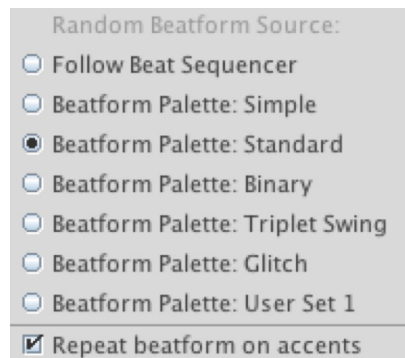 Random Beatform Source:
Follow Beat Sequencer
Beatform Palette: Simple
Beatform Palette: Standard
Beatform Palette: Binary
Beatform Palette: Triplet Swing
Beatform Palette: Glitch
Beatform Palette: User Set 1
Repeat beatform on accents